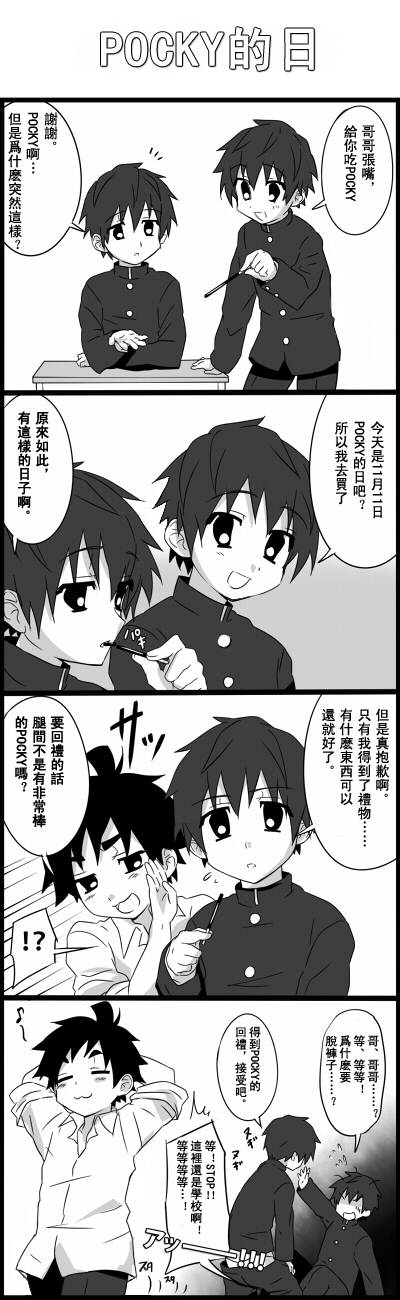 POCKY的日
哥哥張嘴，
給你吃POCKY
謝謝。
POCKY啊…
但是爲什麽突然這樣？
今天是11月11日
POCKY的日吧？
所以我去買了
原來如此，
有這樣的日子啊。
パキ
但是真抱歉啊。
只有我得到了禮物……
有什麽東西可以
還就好了。
ザッ
要回禮的話
腿間不是有非常棒
的POCKY嗎？
!?
哥、哥哥……？
等、等等！
爲什麽要
脫褲子……？
得到POCKY的
回禮，接受吧。
ヌギ
ヌギ
等！STOP!!
這裡還是學校啊！
等等等等…！
アッー
スタ
スタ